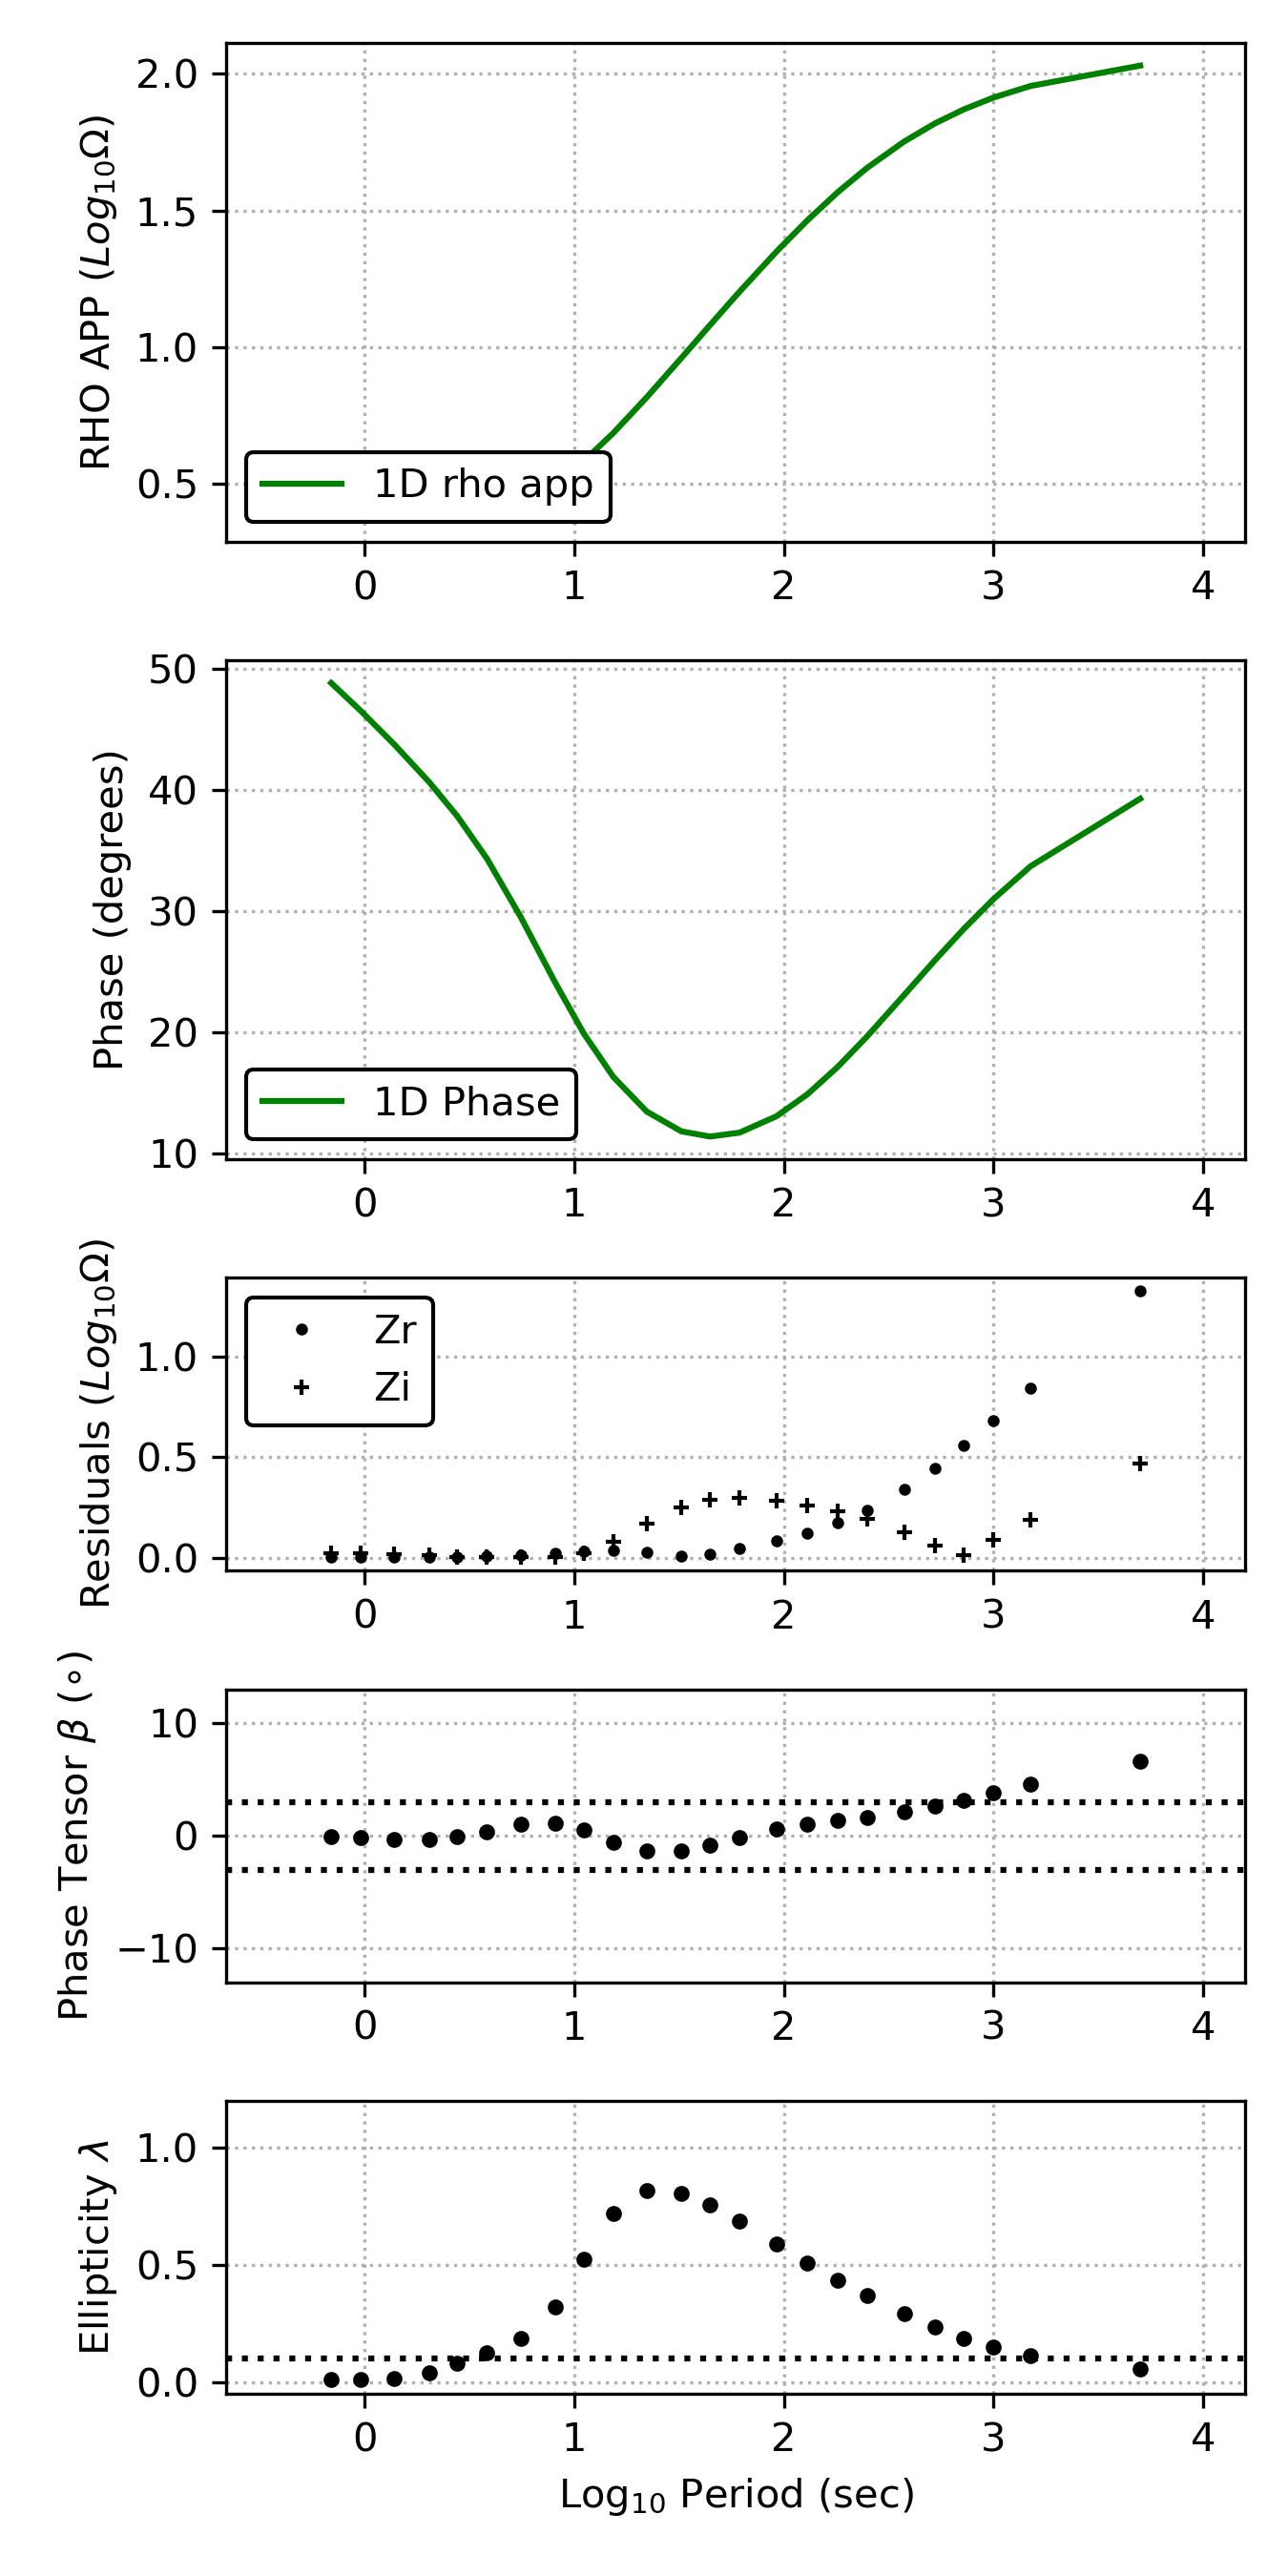 RHO APP (Log₁₀Ω)
2.0
1.5
1.0
0.5
1D rho app
0 1 2 3 4
Phase (degrees)
50
40
30
20
10
1D Phase
0 1 2 3 4
Residuals (Log₁₀Ω)
1.0
0.5
0.0
Zr
Zi
0 1 2 3 4
Phase Tensor β (∘)
10
0
−10
0 1 2 3 4
Ellipticity λ
1.0
0.5
0.0
0 1 2 3 4
Log₁₀ Period (sec)